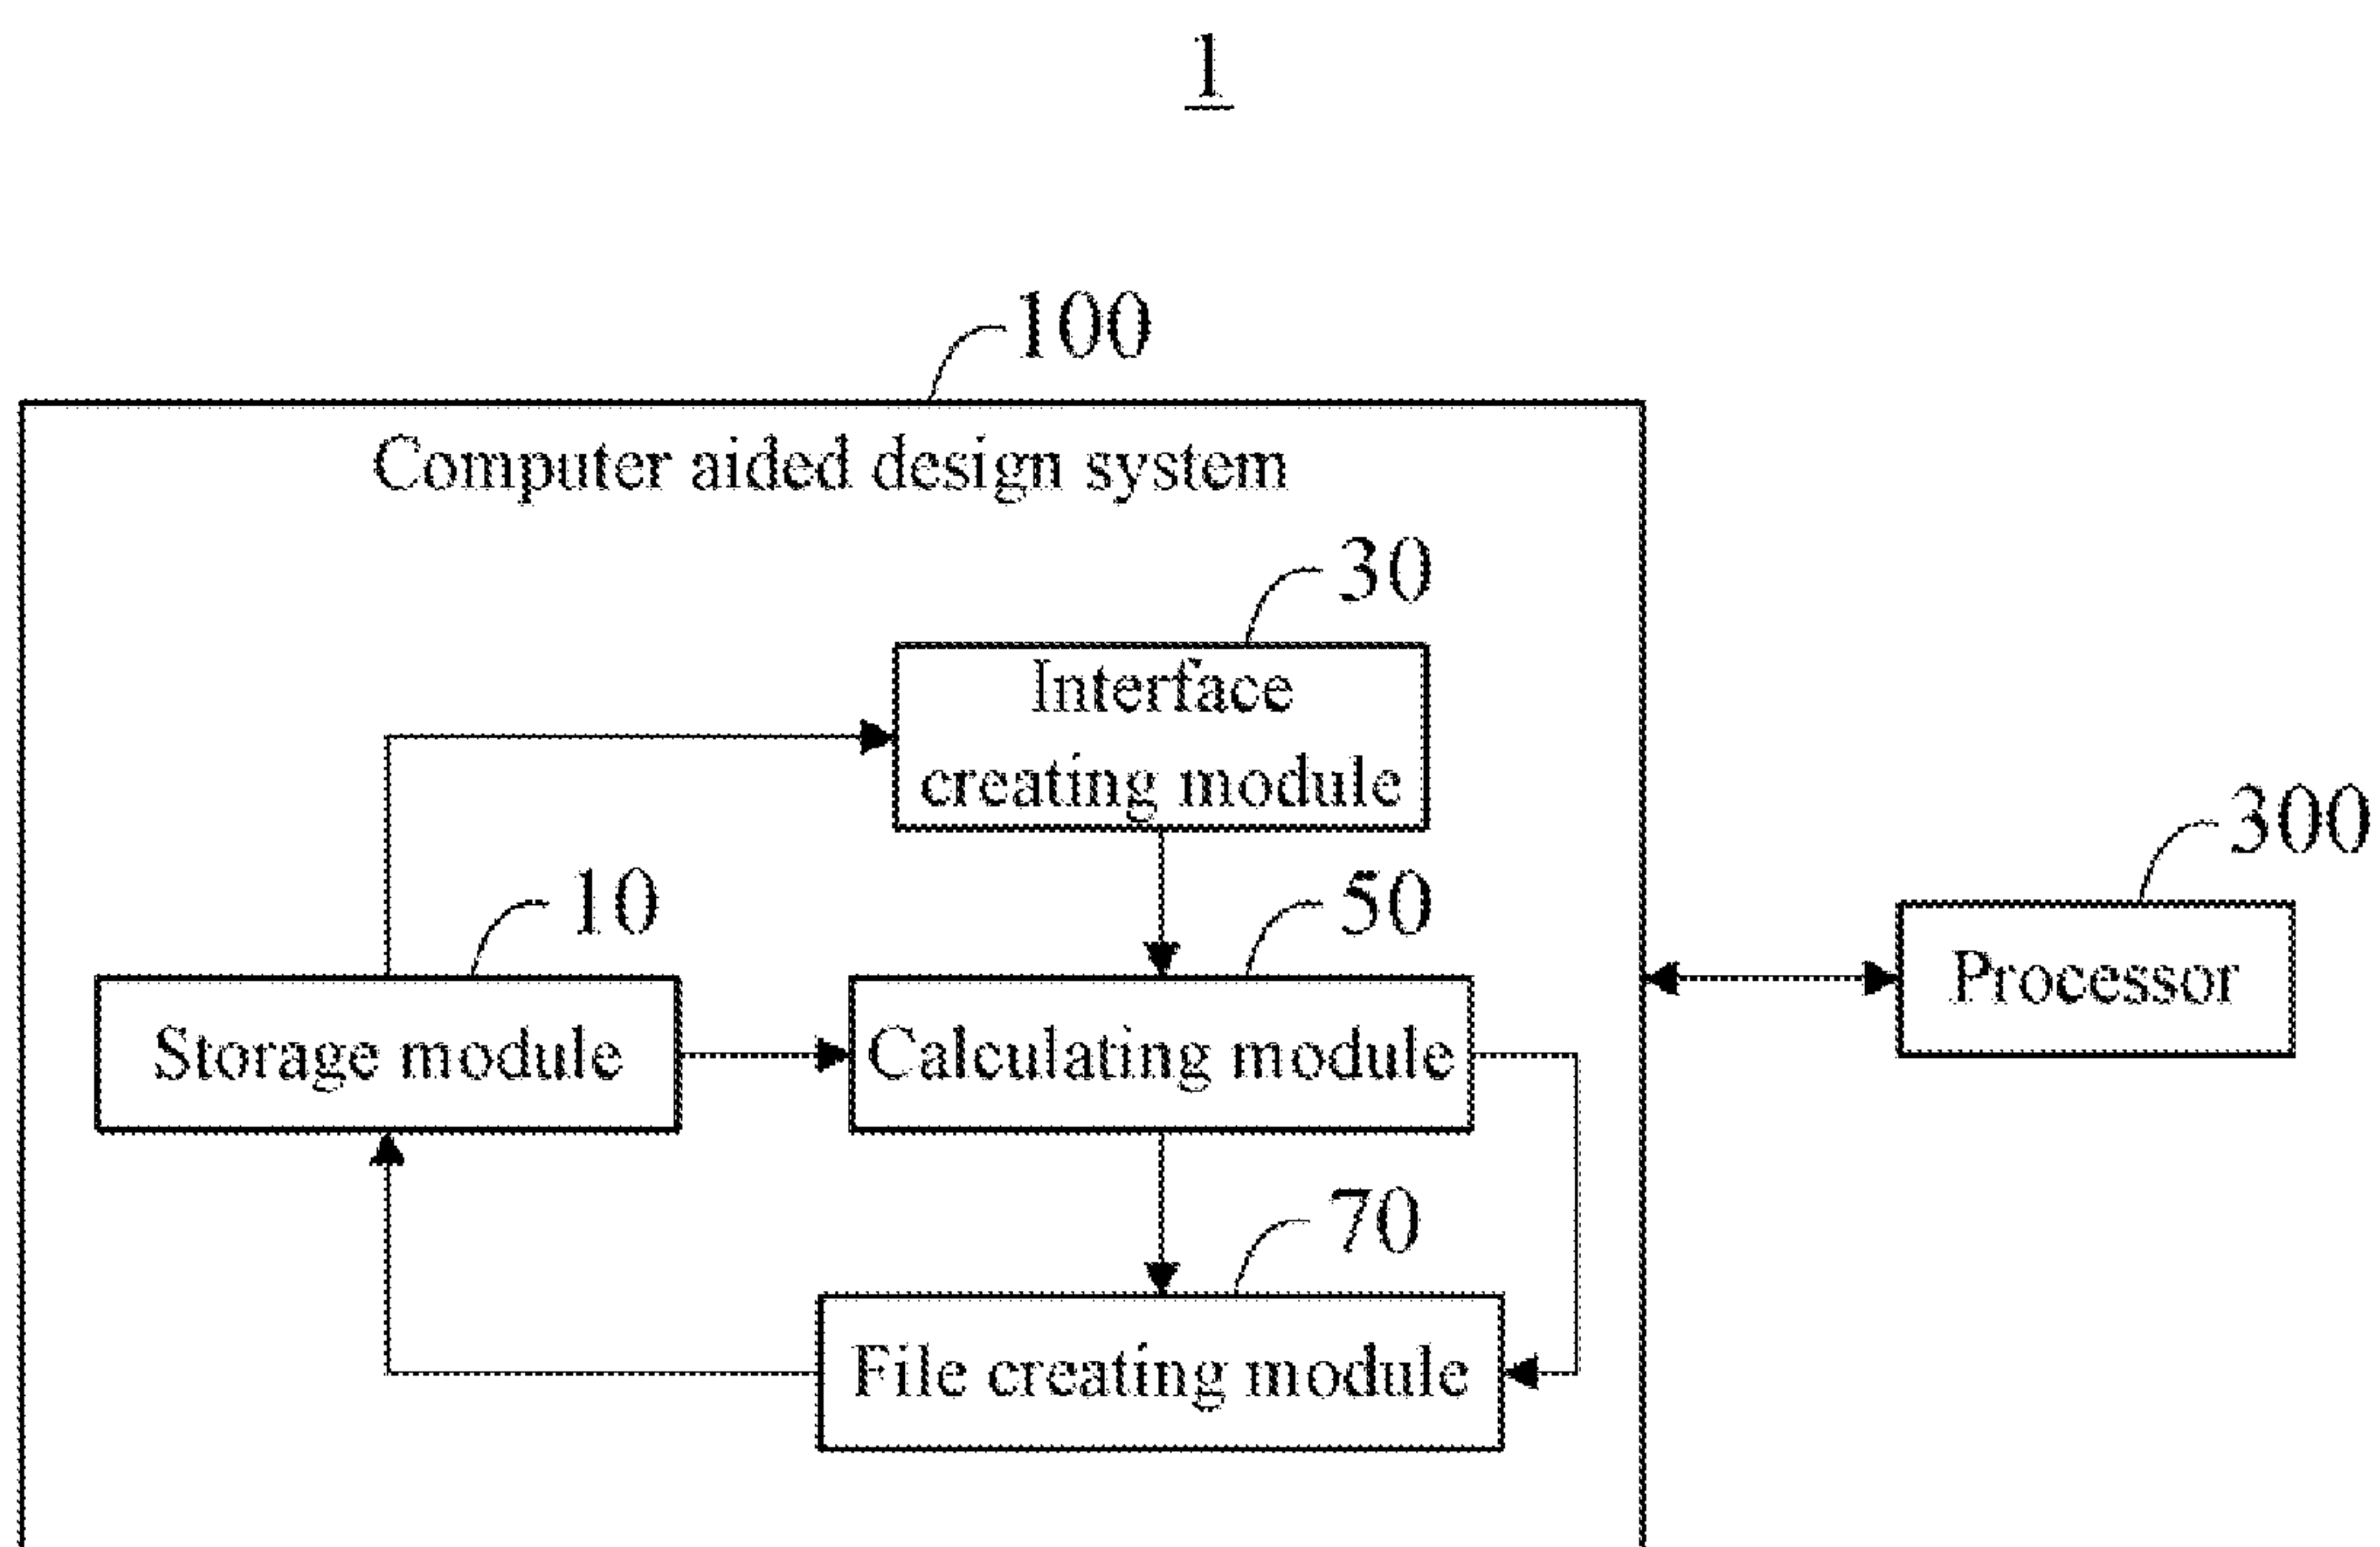 1
100
Computer aided design system
30
Interface
creating module
300
10
50
Processor
Storage module
Calculating module
70
File creating module